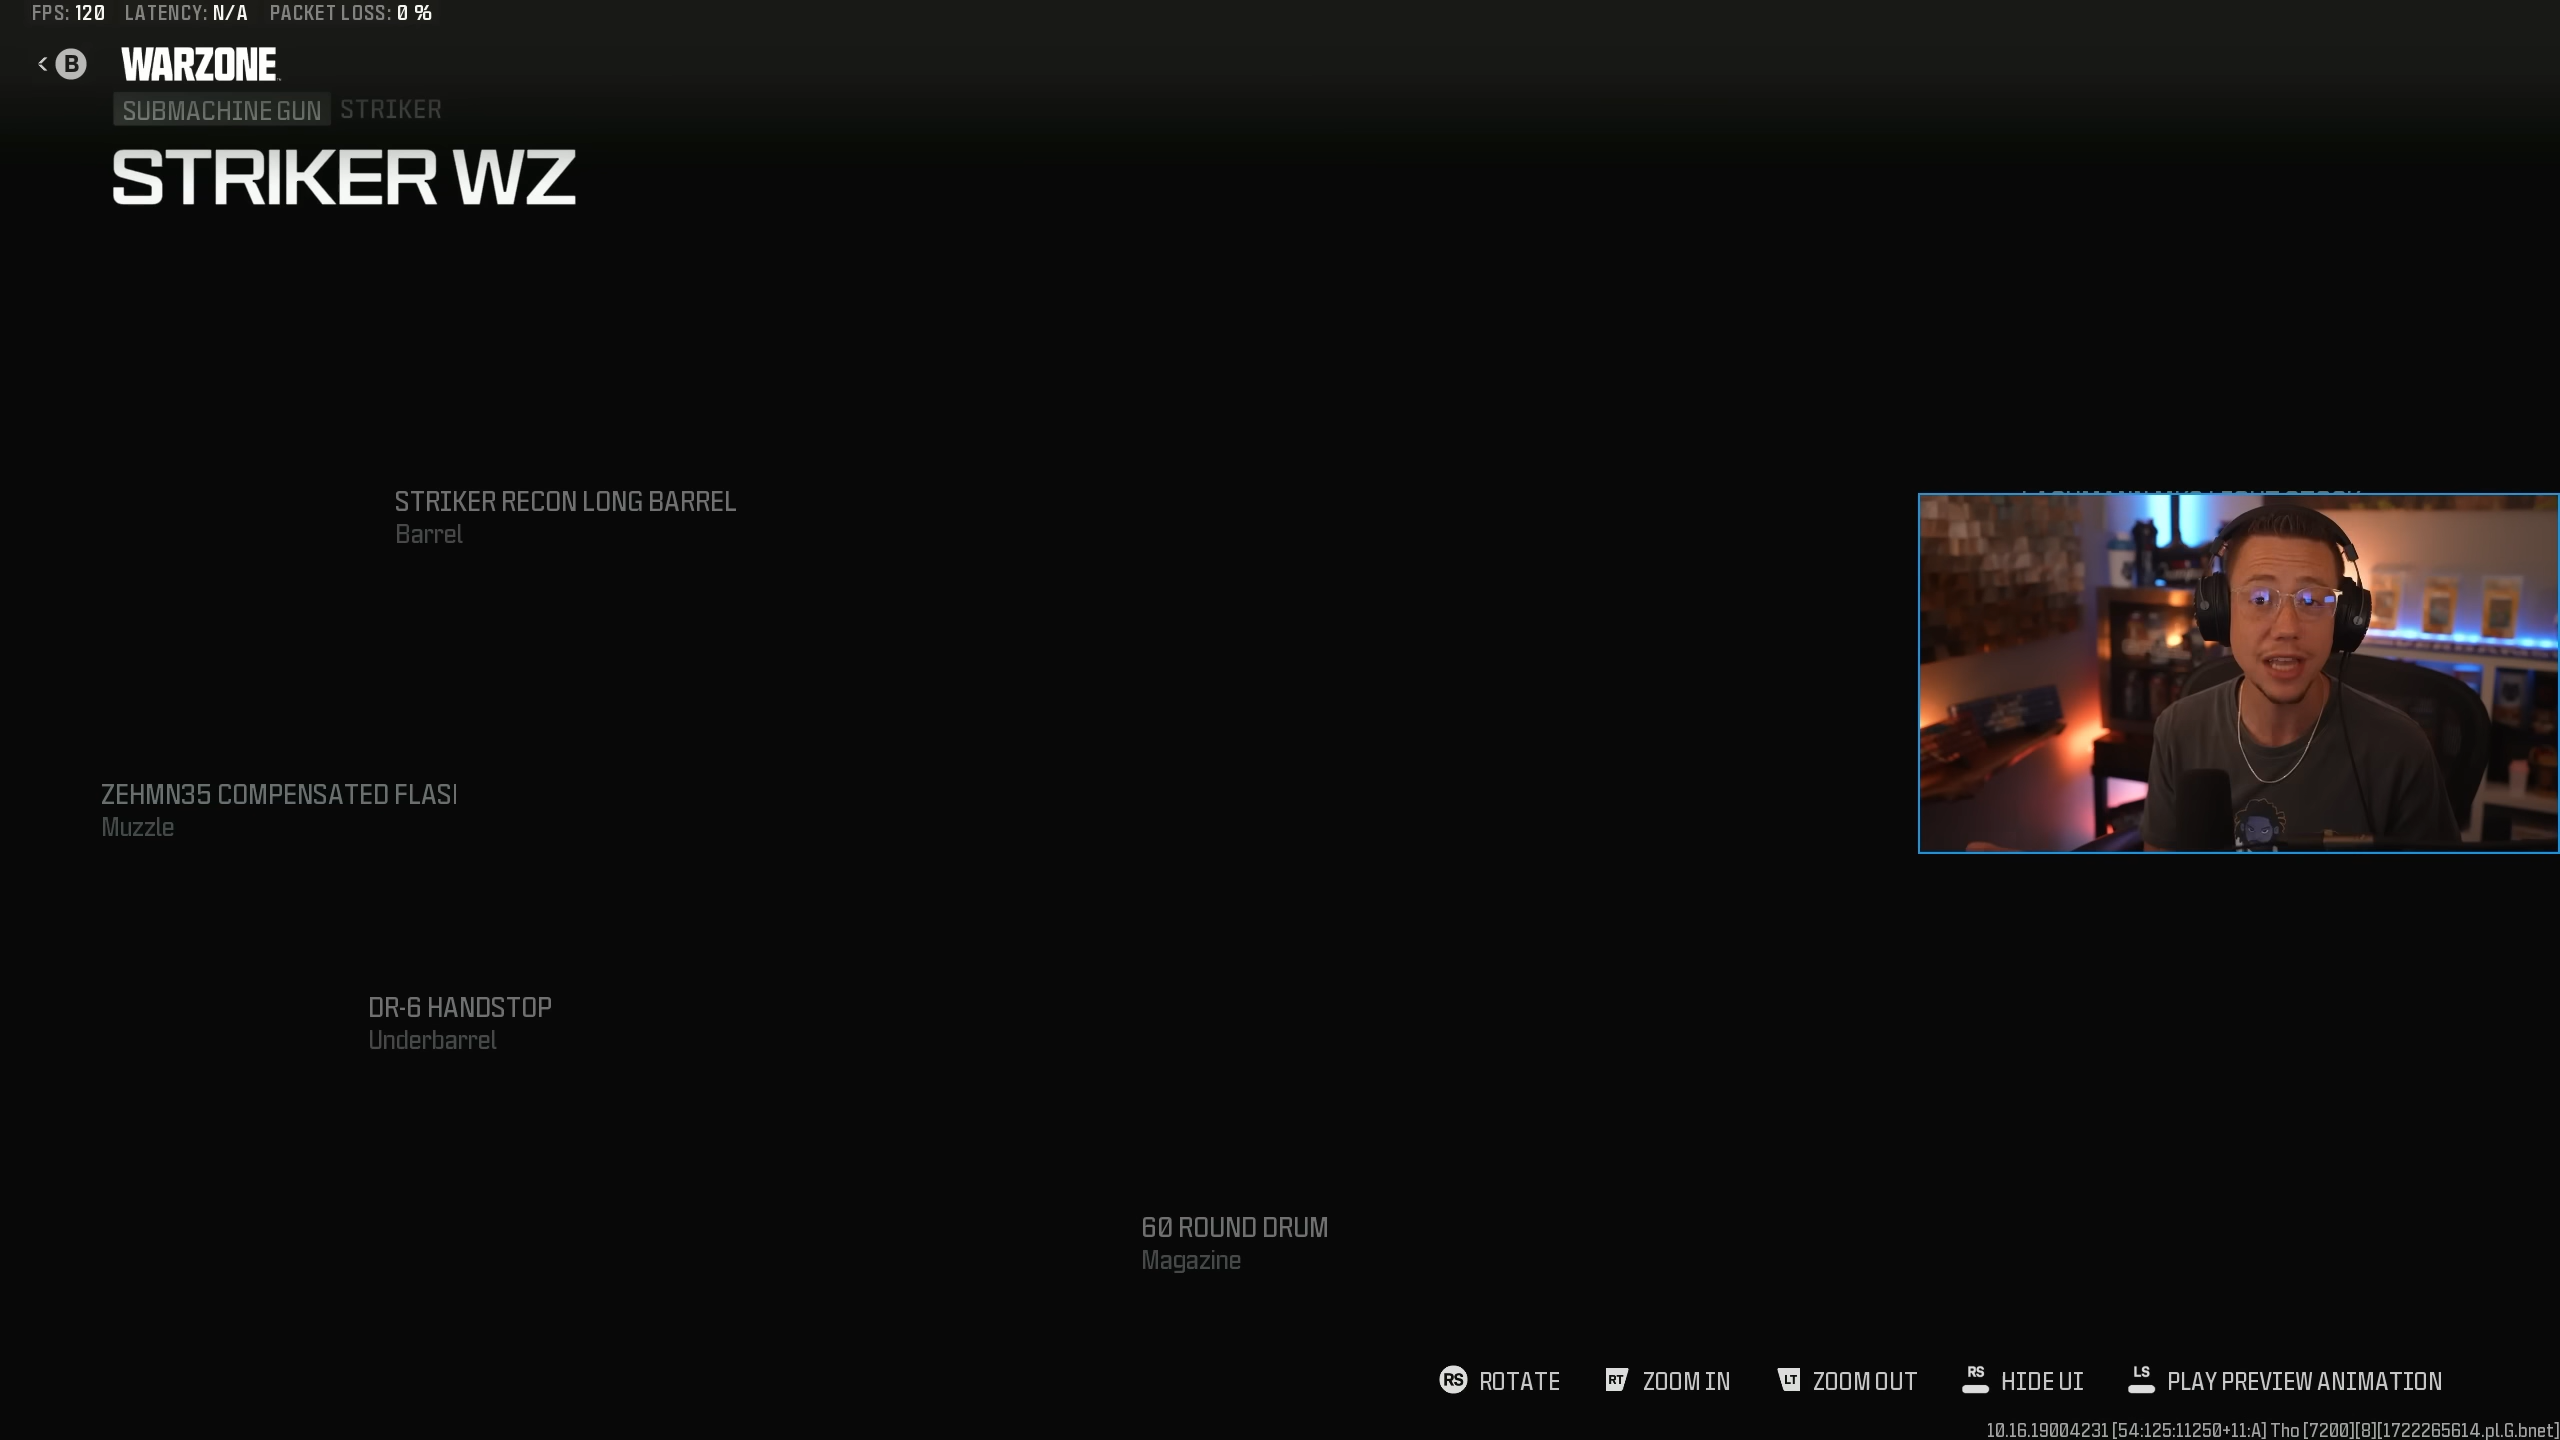 FPS: 120 LATENCY: N/A PACKET LOSS: 0 %
< B WARZONE
SUBMACHINE GUN STRIKER
STRIKER WZ
STRIKER RECON LONG BARREL
Barrel
ZEHMN35 COMPENSATED FLAS
Muzzle
DR-6 HANDSTOP
Underbarrel
60 ROUND DRUM
Magazine
RS ROTATE RT ZOOM IN LT ZOOM OUT RS HIDE UI LS PLAY PREVIEW ANIMATION
10.16.19004231 [54:125:11250+11:A] Tho [7200][8][1722265614.pl.G.bnet]